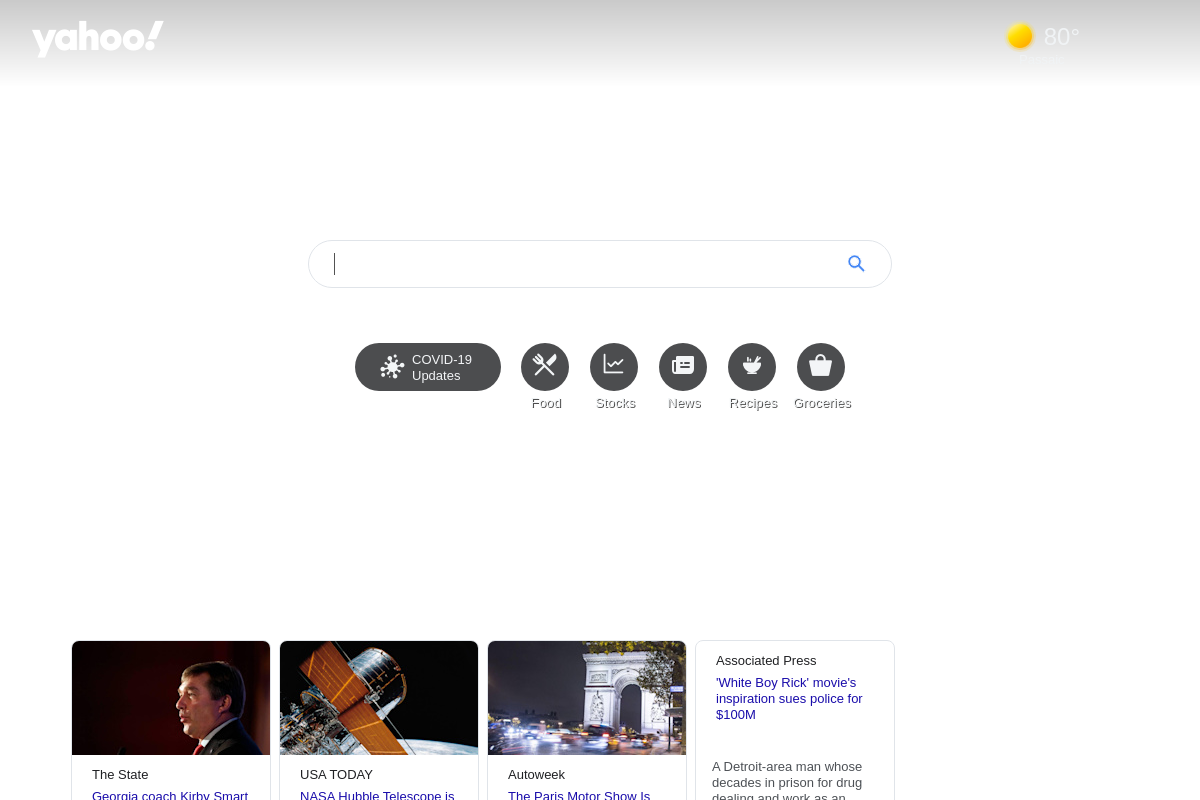 yahoo!
80°
COVID-19
Updates
Food
Stocks
News
Recipes
Groceries
The State
Georgia coach Kirby Smart
USA TODAY
NASA Hubble Telescope is
Autoweek
The Paris Motor Show Is
Associated Press
'White Boy Rick' movie's
inspiration sues police for
$100M
A Detroit-area man whose
decades in prison for drug
dealing and work as an